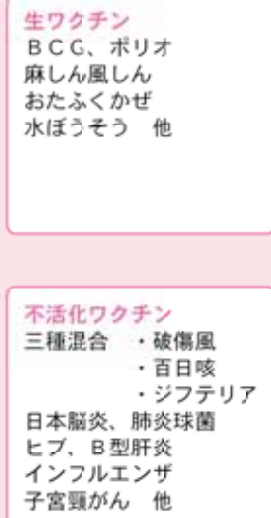 生ワクチン
ＢＣＧ、ポリオ
麻しん風しん
おたふくかぜ
水ぼうそう　他
不活化ワクチン
三種混合　・破傷風
・百日咳
・ジフテリア
日本脳炎、肺炎球菌
ヒブ、Ｂ型肝炎
インフルエンザ
子宮頸がん　他